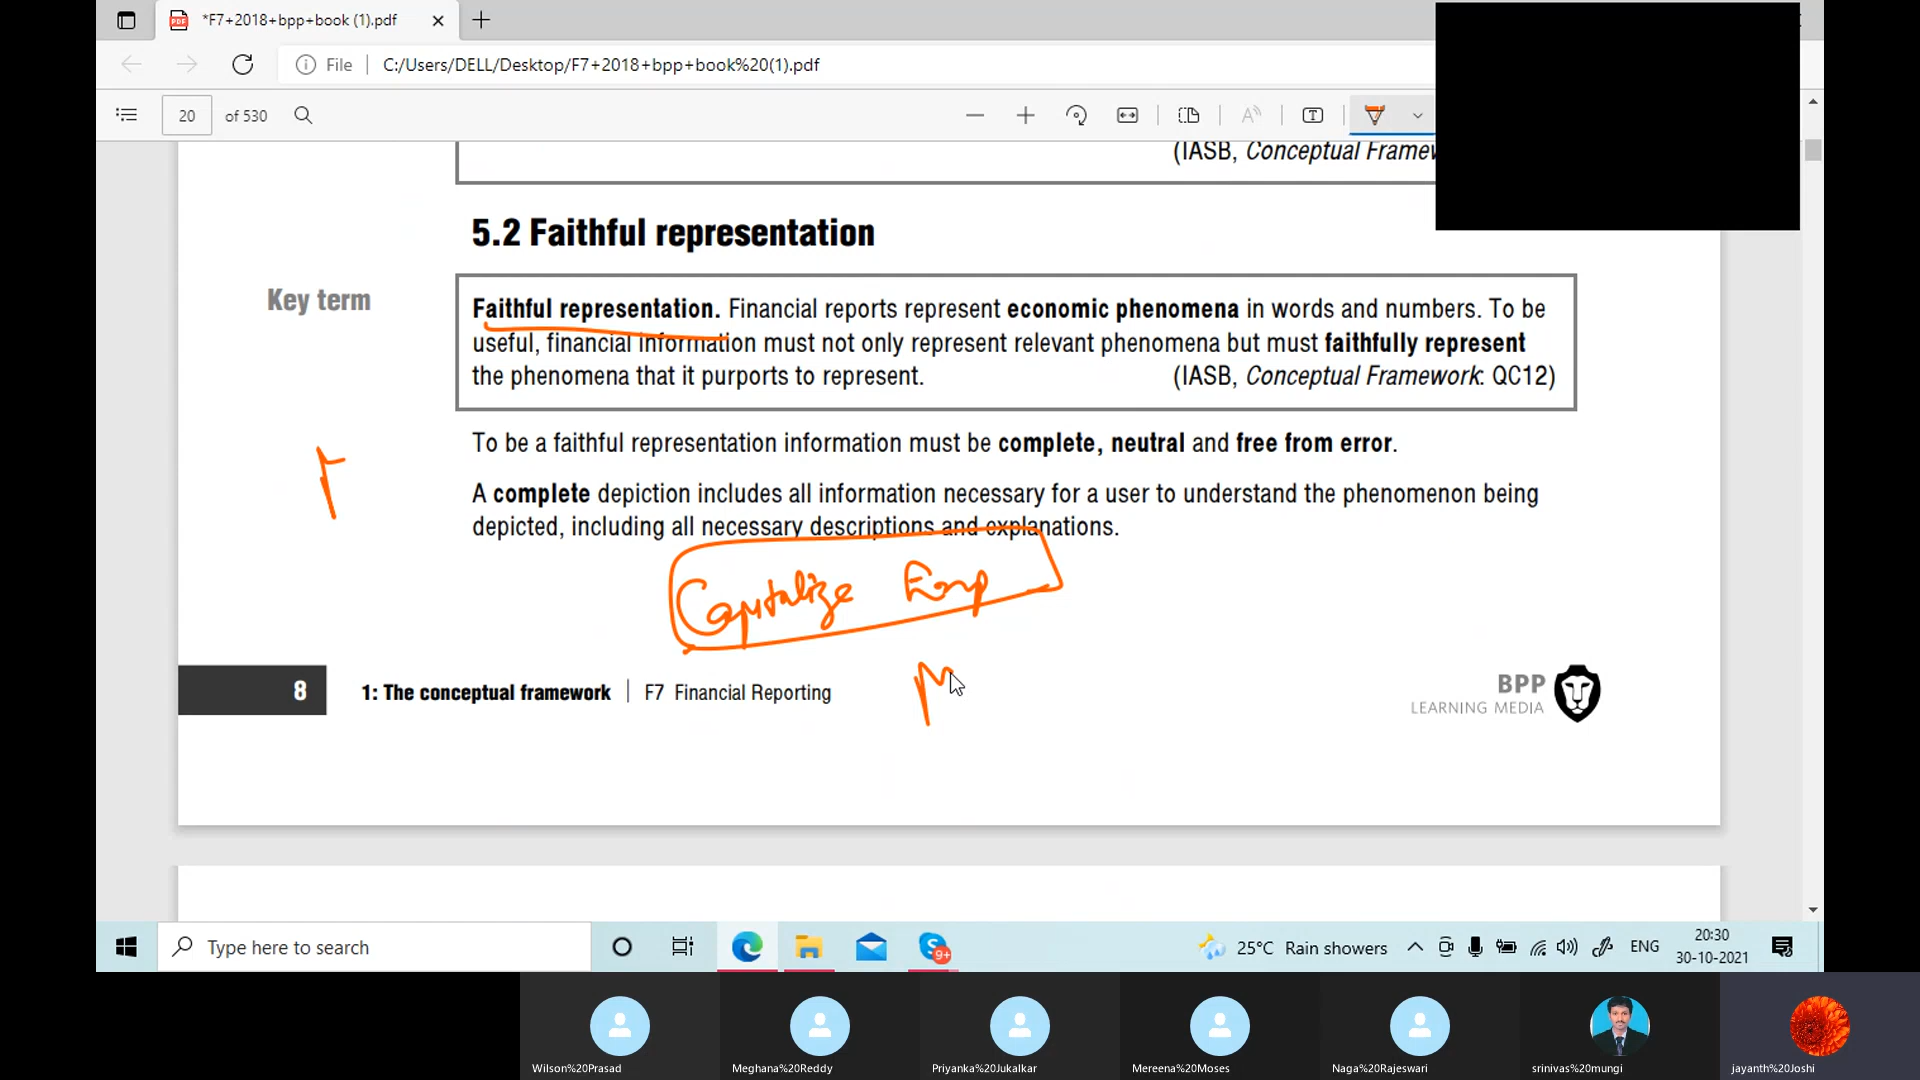 *F7+2018+bpp+book (1).pdf
File
C:/Users/DELL/Desktop/F7+2018+bpp+book%20(1).pdf
20 of 530
(IASB, Conceptual
5.2 Faithful representation
Key term
Faithful representation. Financial reports represent economic phenomena in words and numbers. To be
useful, financial information must not only represent relevant phenomena but must faithfully represent
the phenomena that it purports to represent. (IASB, Conceptual Framework: QC12)
To be a faithful representation information must be complete, neutral and free from error.
A complete depiction includes all information necessary for a user to understand the phenomenon being
depicted, including all necessary descriptions and explanations.
Capitalize
8 1: The conceptual framework | F7 Financial Reporting
BPP
LEARNING MEDIA
Type here to search
9+
25°C Rain showers
ENG
20:30
30-10-2021
Wilson%20Prasad Meghana%20Reddy Priyanka%20Jukalkar Mereena%20Moses Naga%20Rajeswari srinivas%20mungi jayanth%20Joshi